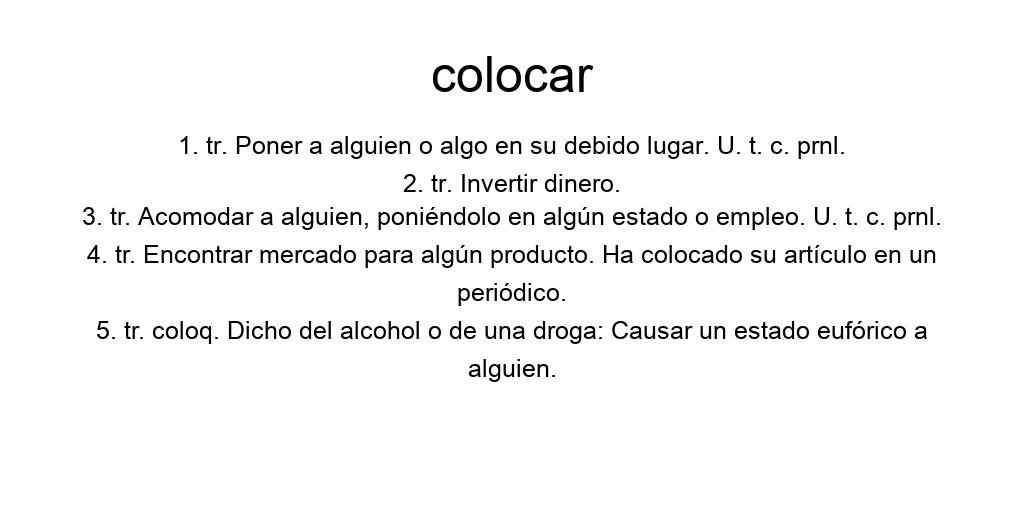 colocar
1. tr. Poner a alguien o algo en su debido lugar. U. t. c. prnl.
2. tr. Invertir dinero.
3. tr. Acomodar a alguien, poniéndolo en algún estado o empleo. U. t. c. prnl.
4. tr. Encontrar mercado para algún producto. Ha colocado su artículo en un
periódico.
5. tr. coloq. Dicho del alcohol o de una droga: Causar un estado eufórico a
alguien.